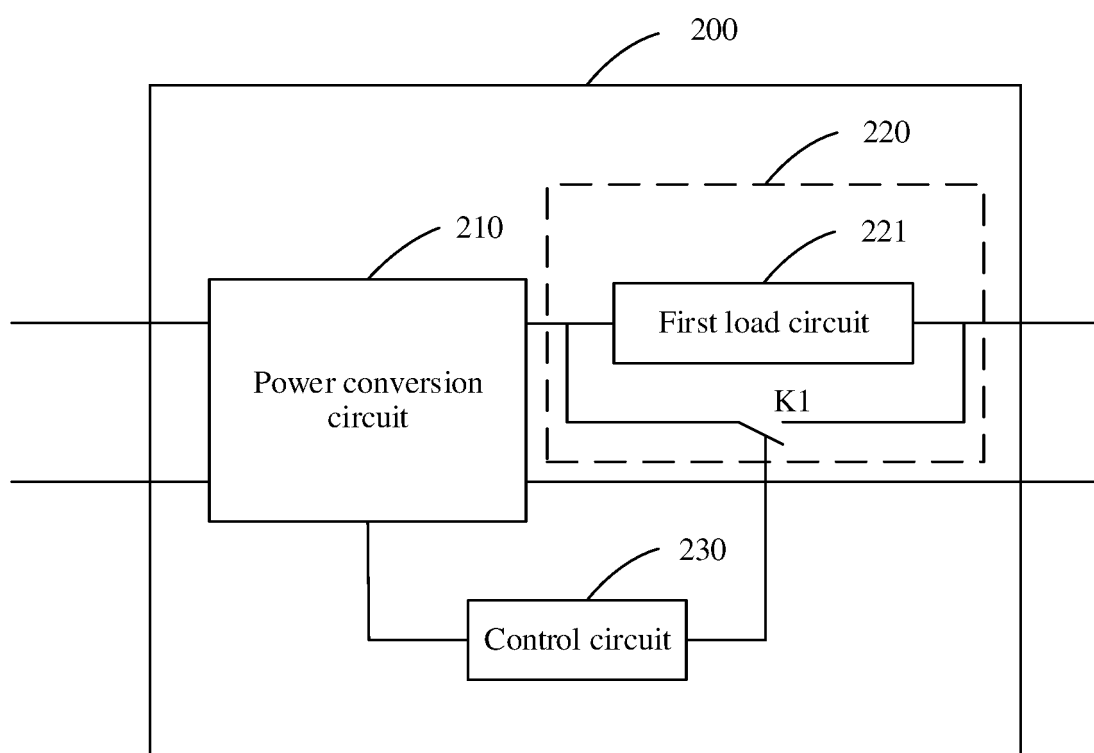 200
220
210
221
First load circuit
Power conversion
circuit
K1
230
Control circuit